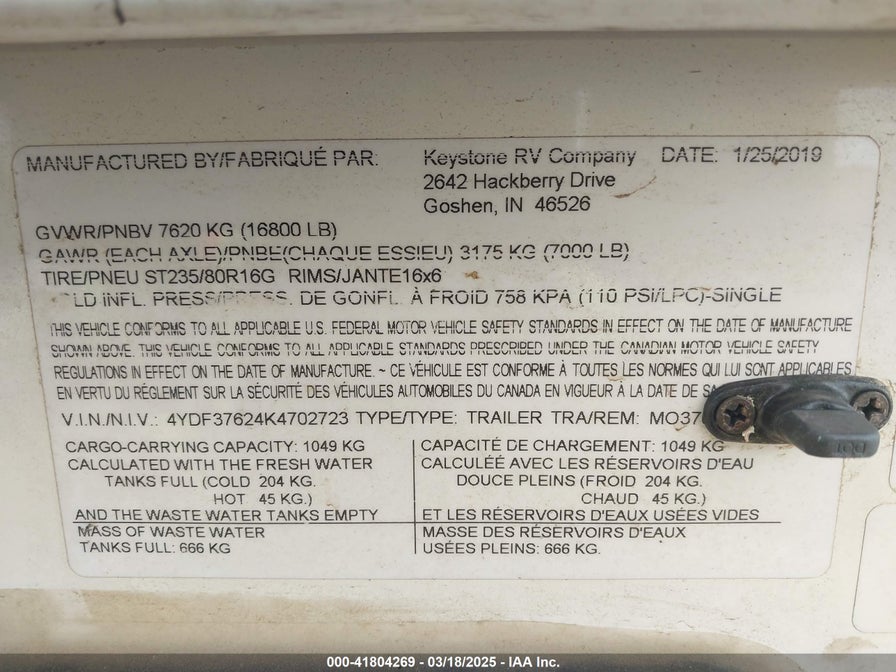 MANUFACTURED BY/FABRIQUÉ PAR: Keystone RV Company DATE: 1/25/2019
2642 Hackberry Drive
Goshen, IN 46526
GVWR/PNBV 7620 KG (16800 LB)
GAWR (EACH AXLE)/PNBE(CHAQUE ESSIEU) 3175 KG (7000 LB)
TIRE/PNEU ST235/80R16G RIMS/JANTE16x6
LD INFL. PRESS/PRESS. DE GONFL. À FROID 758 KPA (110 PSI/LPC)-SINGLE
THIS VEHICLE CONFORMS TO ALL APPLICABLE U.S. FEDERAL MOTOR VEHICLE SAFETY STANDARDS IN EFFECT ON THE DATE OF MANUFACTURE
SHOWN ABOVE. THIS VEHICLE CONFORMS TO ALL APPLICABLE STANDARDS PRESCRIBED UNDER THE CANADIAN MOTOR VEHICLE SAFETY
REGULATIONS IN EFFECT ON THE DATE OF MANUFACTURE. ~ CE VÉHICULE EST CONFORME À TOUTES LES NORMES QUI LUI SONT APPLICABLES
EN VERTU DU RÉGLEMENT SUR LA SÉCURITÉ DES VÉHICULES AUTOMOBILES DU CANADA EN VIGUEUR À LA DATE DE SA
V.I.N./N.I.V.: 4YDF37624K4702723 TYPE/TYPE: TRAILER TRA/REM: MO37
CARGO-CARRYING CAPACITY: 1049 KG
CALCULATED WITH THE FRESH WATER
TANKS FULL (COLD 204 KG.
HOT 45 KG.)
AND THE WASTE WATER TANKS EMPTY
MASS OF WASTE WATER
TANKS FULL: 666 KG
CAPACITÉ DE CHARGEMENT: 1049 KG
CALCULÉE AVEC LES RÉSERVOIRS D'EAU
DOUCE PLEINS (FROID 204 KG.
CHAUD 45 KG.)
ET LES RÉSERVOIRS D'EAUX USÉES VIDES
MASSE DES RÉSERVOIRS D'EAUX
USÉES PLEINS: 666 KG.
000-41804269 - 03/18/2025 - IAA Inc.